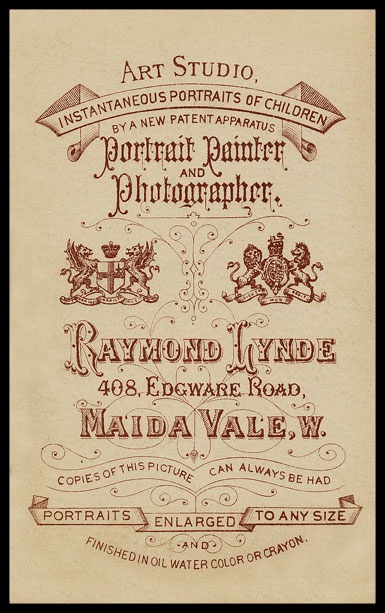 ART STUDIO,
INSTANTANEOUS PORTRAITS OF CHILDREN
BY A NEW PATENT APPARATUS
Portrait Painter
AND
Photographer.
RAYMOND LYNDE
408, EDGWARE ROAD,
MAIDA VALE, W.
COPIES OF THIS PICTURE CAN ALWAYS BE HAD
PORTRAITS ENLARGED TO ANY SIZE
AND
FINISHED IN OIL WATER COLOR OR CRAYON.